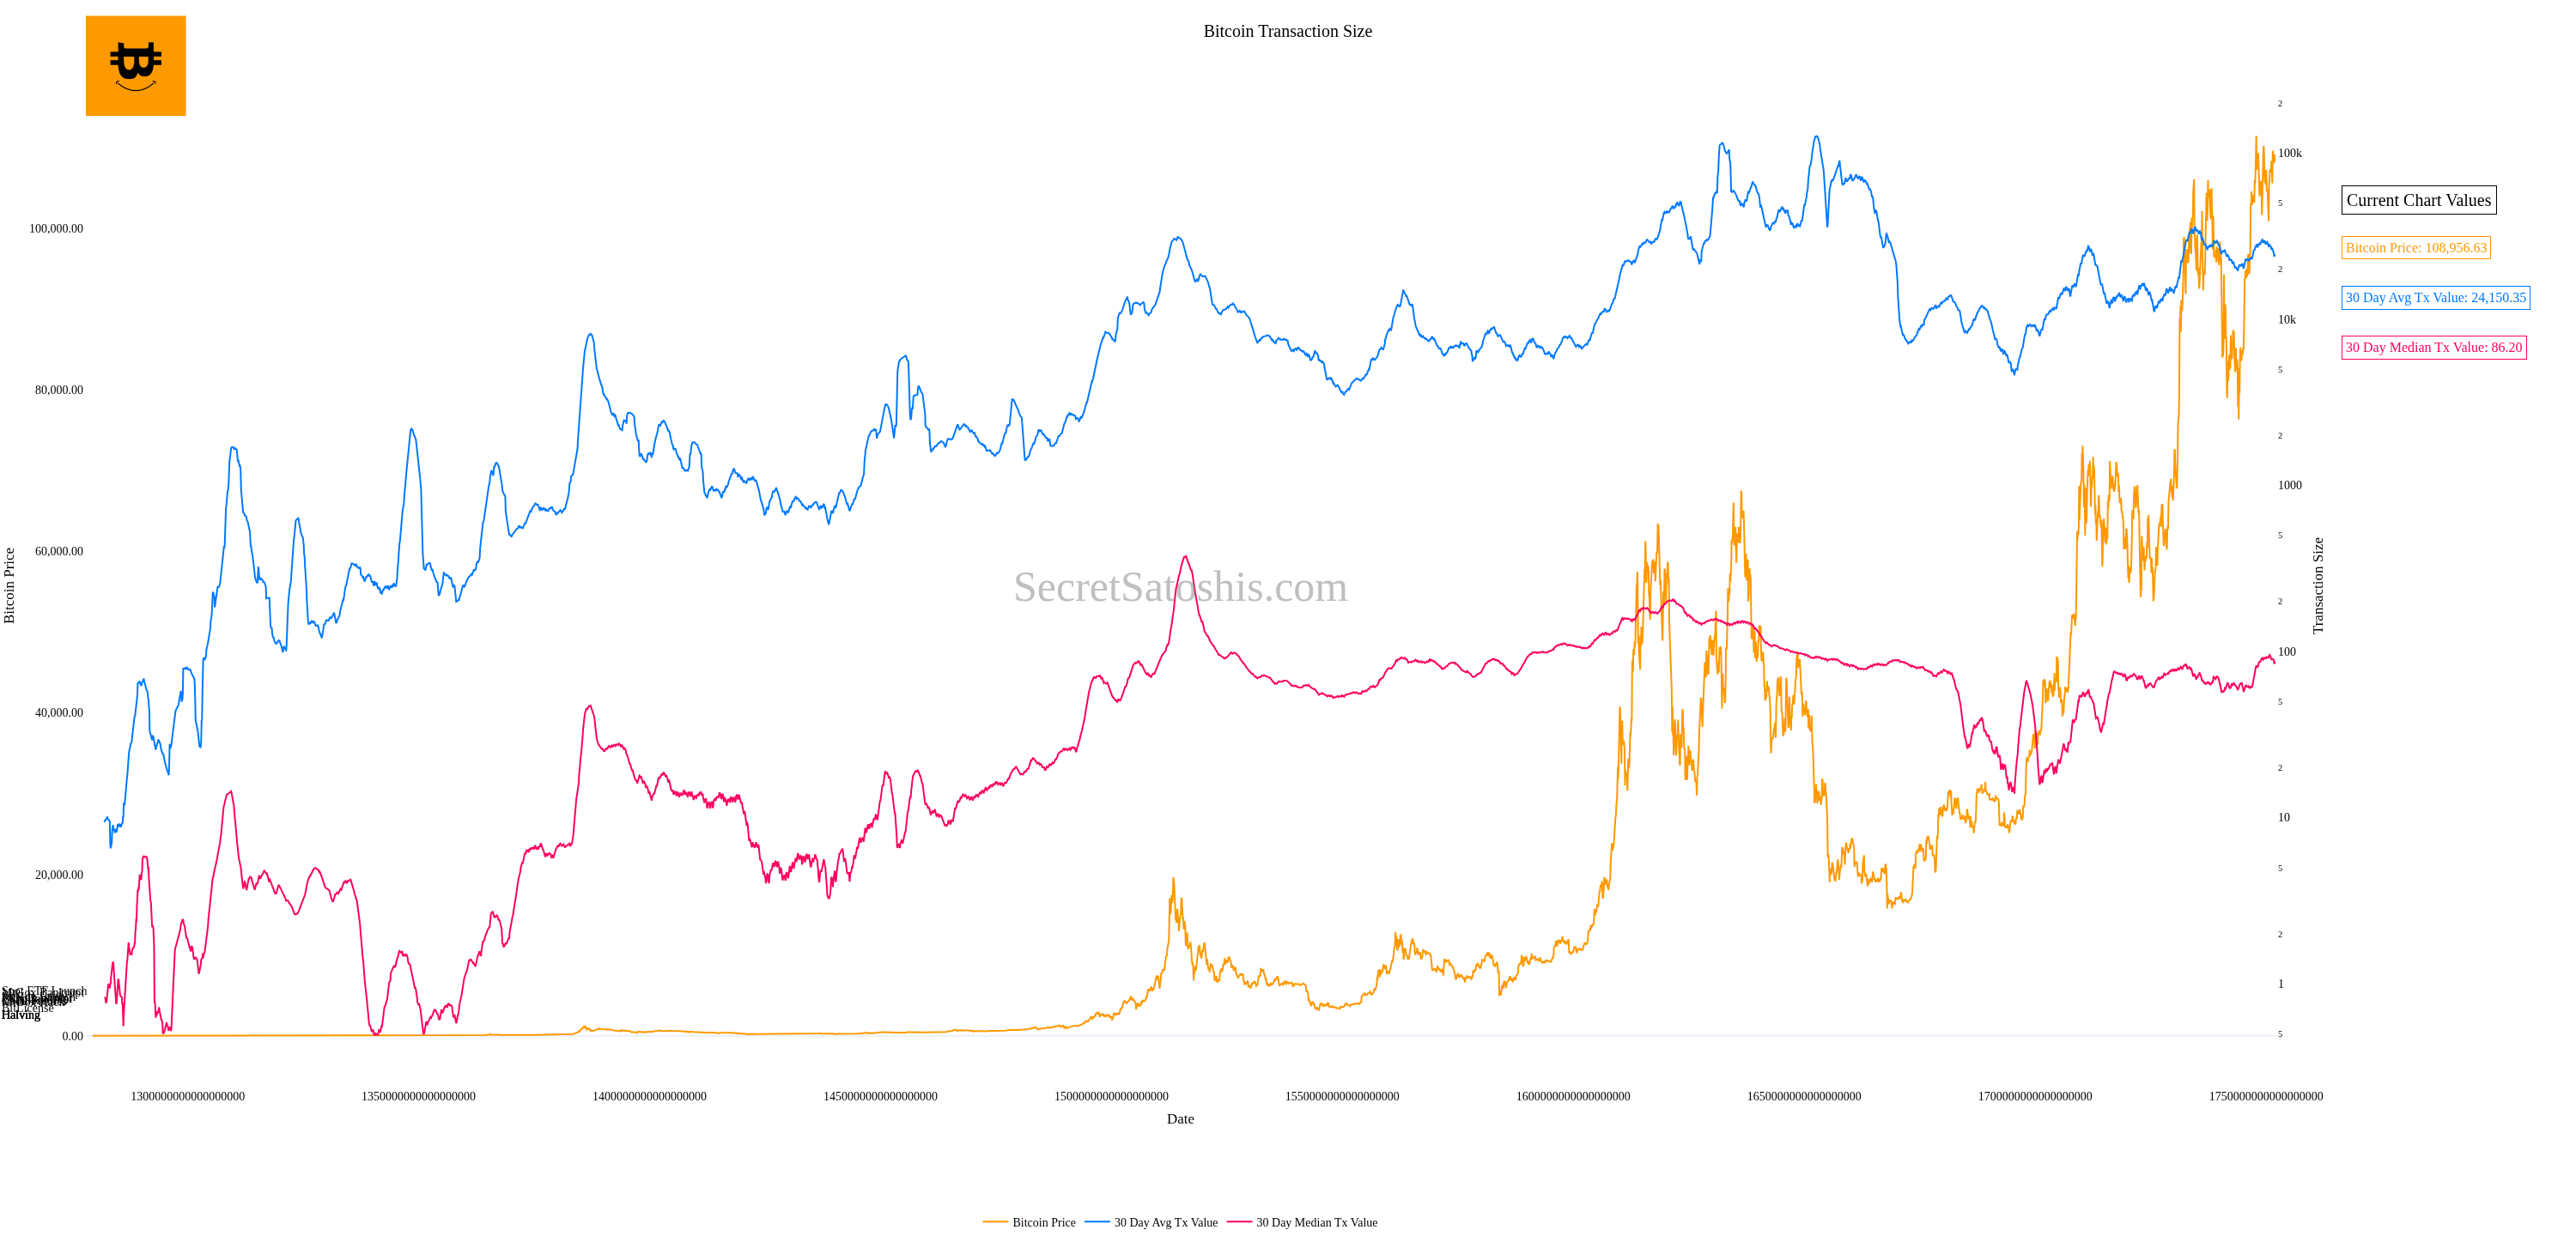 Bitcoin Transaction Size
2
100k
5
2
10k
5
2
1000
5
2
100
5
2
10
5
2
1
5
Transaction Size
Current Chart Values
Bitcoin Price: 108,956.63
30 Day Avg Tx Value: 24,150.35
30 Day Median Tx Value: 86.20
100,000.00
80,000.00
60,000.00
40,000.00
20,000.00
0.00
Bitcoin Price
SecretSatoshis.com
Spot ETF Launch
Halving
1300000000000000000
1350000000000000000
1400000000000000000
1450000000000000000
1500000000000000000
1550000000000000000
1600000000000000000
1650000000000000000
1700000000000000000
1750000000000000000
Date
Bitcoin Price
30 Day Avg Tx Value
30 Day Median Tx Value